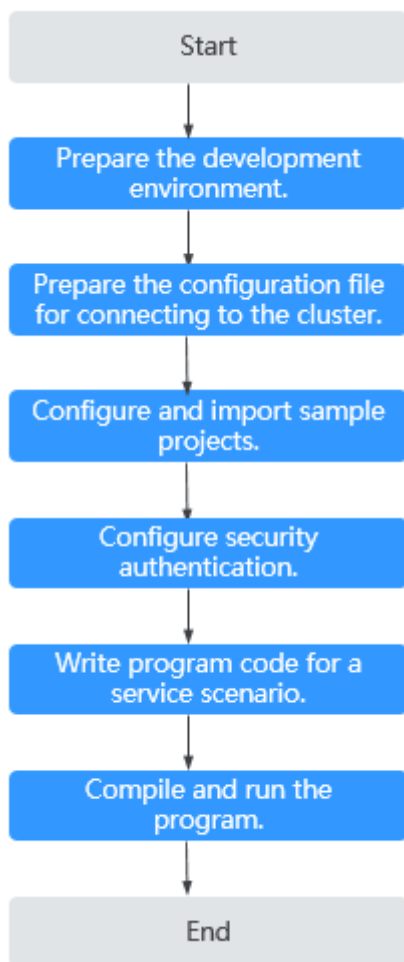 Start
Prepare the development
environment.
Prepare the configuration file
for connecting to the cluster.
Configure and import sample
projects.
Configure security
authentication.
Write program code for a
service scenario.
Compile and run the
program.
End